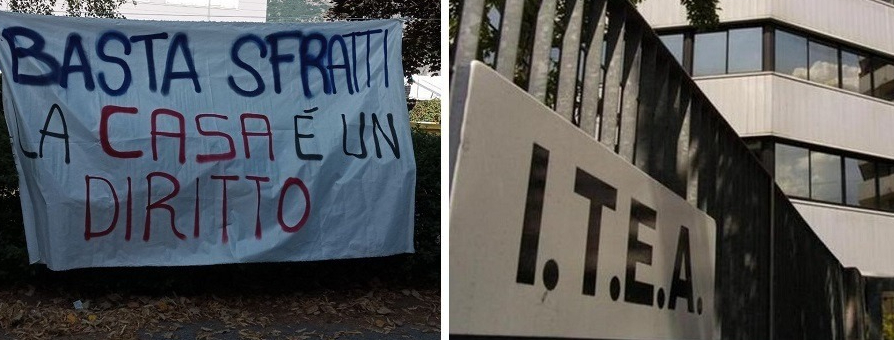 BASTA SFRATTI
LA CASA É UN
DIRITTO
I.T.E.A.